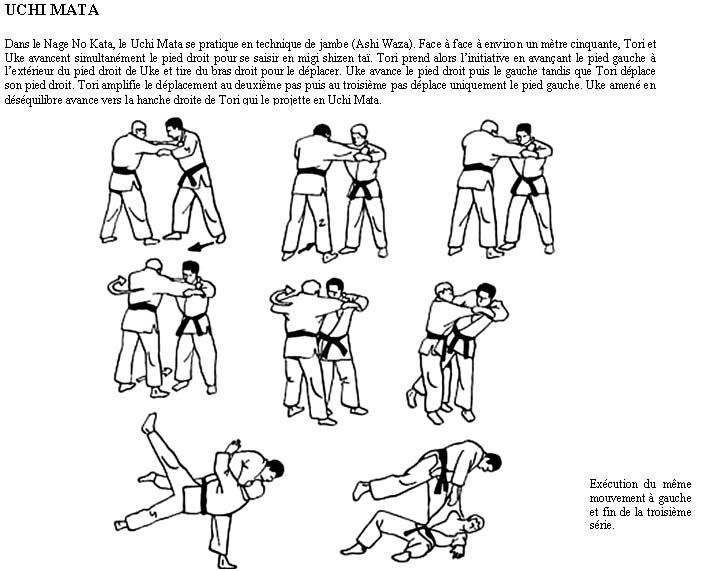 UCHI MATA
Dans le Nage No Kata, le Uchi Mata se pratique en technique de jambe (Ashi Waza). Face à face à environ un mètre cinquante, Tori et
Uke avancent simultanément le pied droit pour se saisir en migi shizen taï. Tori prend alors l'initiative en avançant le pied gauche à
l'extérieur du pied droit de Uke et tire du bras droit pour le déplacer. Uke avance le pied droit puis le gauche tandis que Tori déplace
son pied droit. Tori amplifie le déplacement au deuxième pas puis au troisième pas déplace uniquement le pied gauche. Uke amené en
déséquilibre avance vers la hanche droite de Tori qui le projette en Uchi Mata.
2
Exécution du même
mouvement à gauche
et fin de la troisième
série.